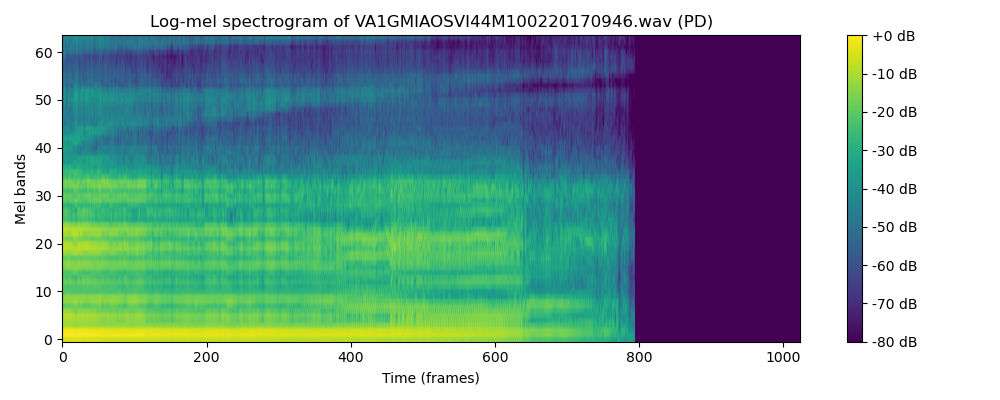 Log-mel spectrogram of VA1GMIAOSVI44M100220170946.wav (PD)
60
50
40
30
20
10
0
Mel bands
0 200 400 600 800 1000
Time (frames)
+0 dB
-10 dB
-20 dB
-30 dB
-40 dB
-50 dB
-60 dB
-70 dB
-80 dB